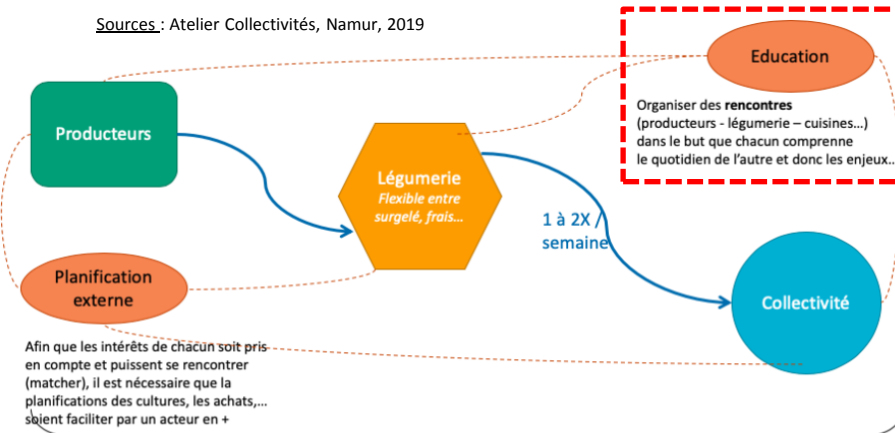 Sources : Atelier Collectivités, Namur, 2019
Education
Organiser des rencontres
(producteurs - légumerie – cuisines…)
dans le but que chacun comprenne
le quotidien de l’autre et donc les enjeux…
Producteurs
Légumerie
Flexible entre
surgelé, frais…
1 à 2X /
semaine
Planification
externe
Collectivité
Afin que les intérêts de chacun soit pris
en compte et puissent se rencontrer
(matcher), il est nécessaire que la
planifications des cultures, les achats,…
soient faciliter par un acteur en +